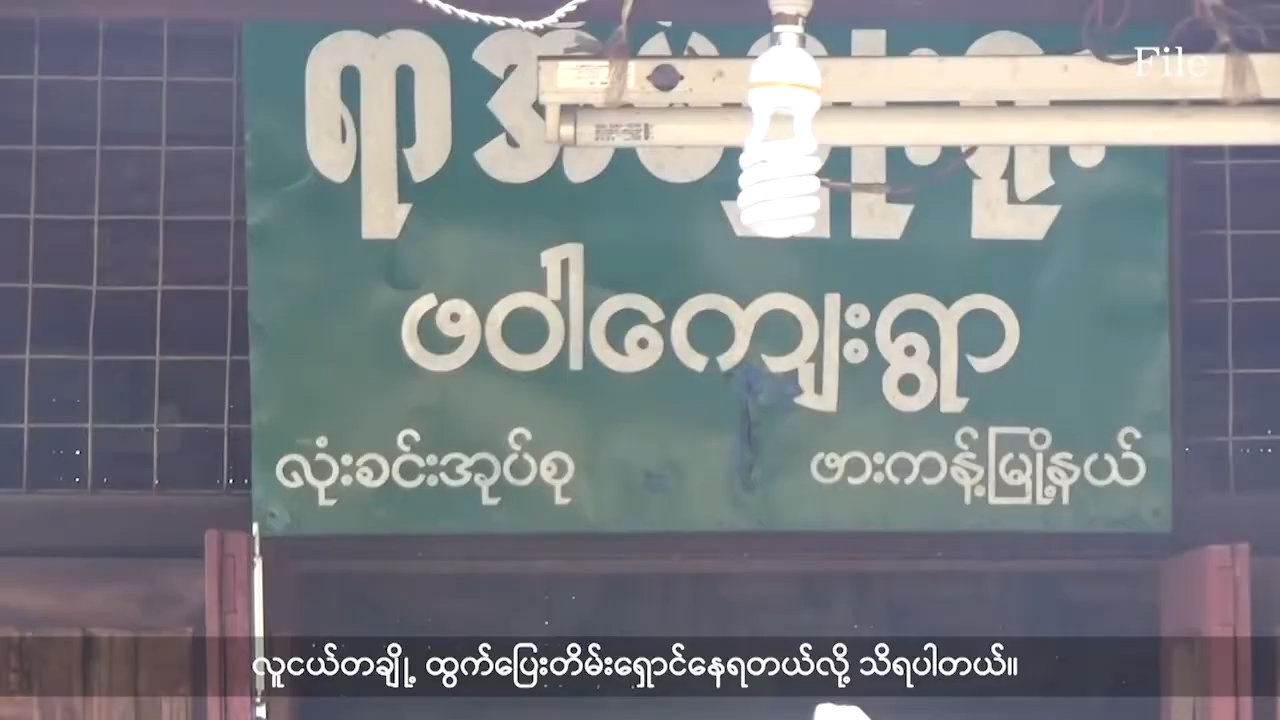 File
ဖဝါကျေးရွာ
လုံးခင်းအုပ်စု ဖားကန့်မြို့နယ်
လူငယ်တချို့ ထွက်ပြေးတိမ်းရှောင်နေရတယ်လို့ သိရပါတယ်။